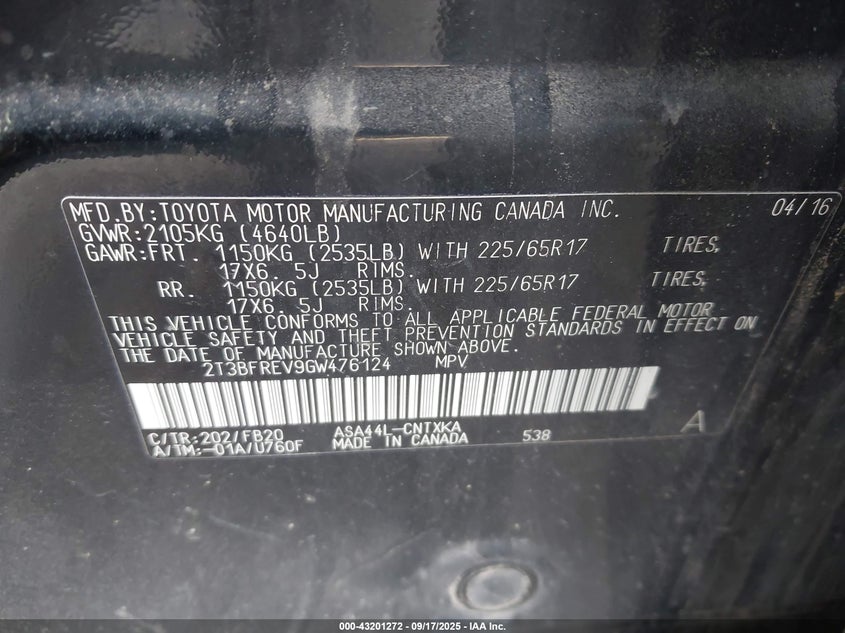 MFD.BY:TOYOTA MOTOR MANUFACTURING CANADA INC. 04/16
GVWR:2105KG (4640LB)
GAWR:FRT. 1150KG (2535LB) WITH 225/65R17 TIRES,
17X6.5J RIMS.
RR. 1150KG (2535LB) WITH 225/65R17 TIRES,
17X6.5J RIMS.
THIS VEHICLE CONFORMS TO ALL APPLICABLE FEDERAL MOTOR
VEHICLE SAFETY AND THEFT PREVENTION STANDARDS IN EFFECT ON
THE DATE OF MANUFACTURE SHOWN ABOVE.
2T3BFREV9GW476124 MPV
C/TR:202/FB20 ASA44L-CNTXKA 538 A
A/TM:-01A/U760F MADE IN CANADA
000-43201272 - 09/17/2025 - IAA Inc.